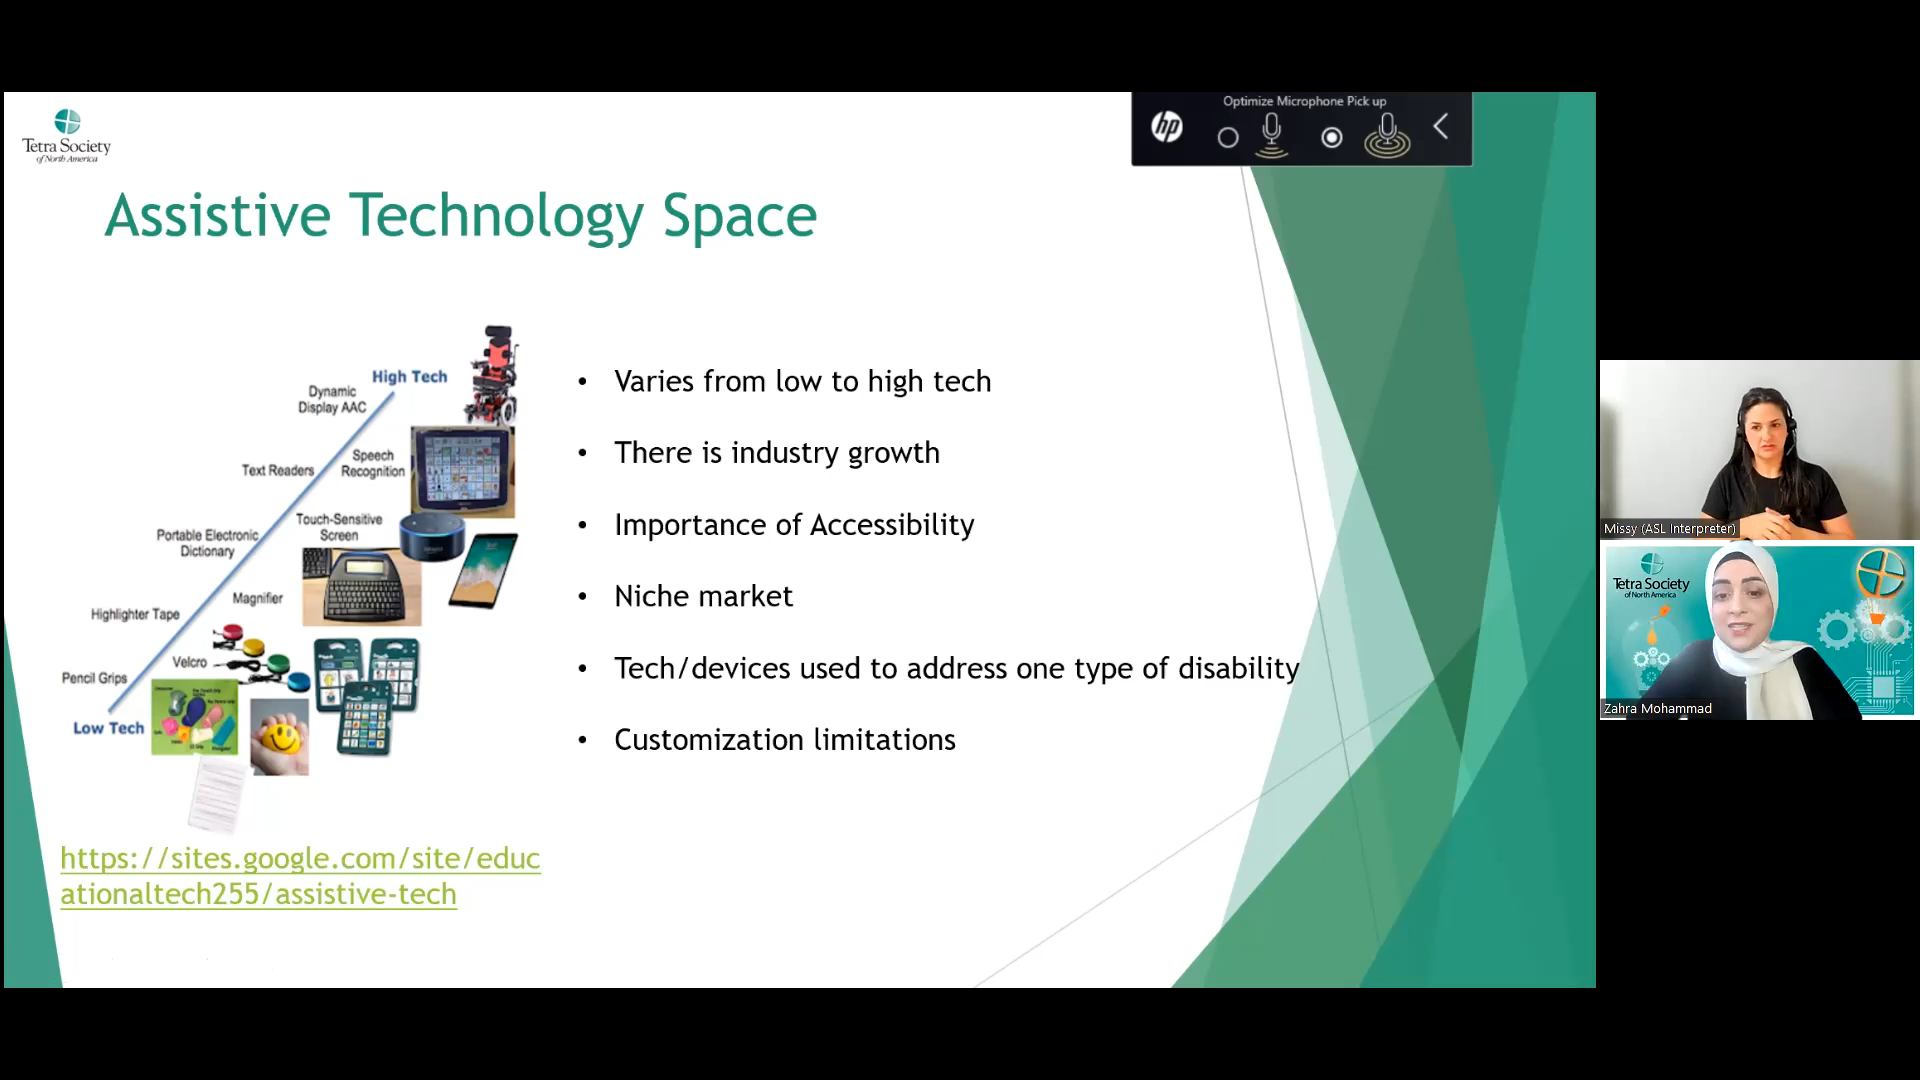 Optimize Microphone Pick up
hp
Tetra Society
of North America
Assistive Technology Space
High Tech
Dynamic
Display AAC
Speech
Recognition
Text Readers
Touch-Sensitive
Screen
Portable Electronic
Dictionary
Magnifier
Highlighter Tape
Velcro
Pencil Grips
Low Tech
• Varies from low to high tech
• There is industry growth
• Importance of Accessibility
• Niche market
• Tech/devices used to address one type of disability
• Customization limitations
https://sites.google.com/site/educ
ationaltech255/assistive-tech
Missy (ASL Interpreter)
Tetra Society
of North America
Zahra Mohammad